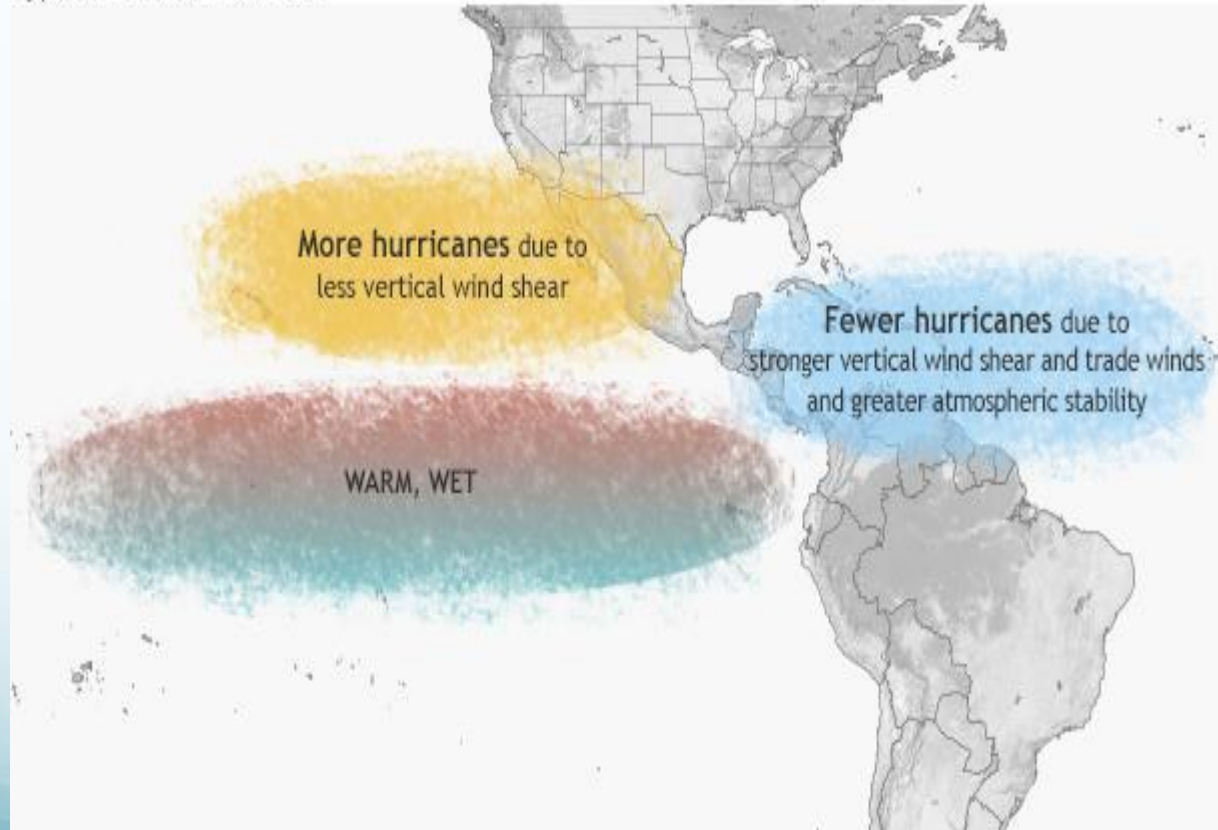 More hurricanes due to
less vertical wind shear
Fewer hurricanes due to
stronger vertical wind shear and trade winds
and greater atmospheric stability
WARM, WET